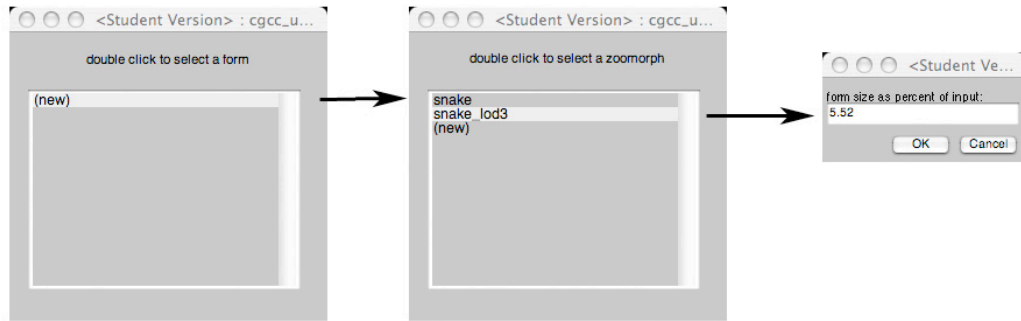 <Student Version> : cgcc_u...
double click to select a form
(new)
<Student Version> : cgcc_u...
double click to select a zoomorph
snake
snake_lod3
(new)
<Student Ve...
form size as percent of input:
5.52
OK
Cancel